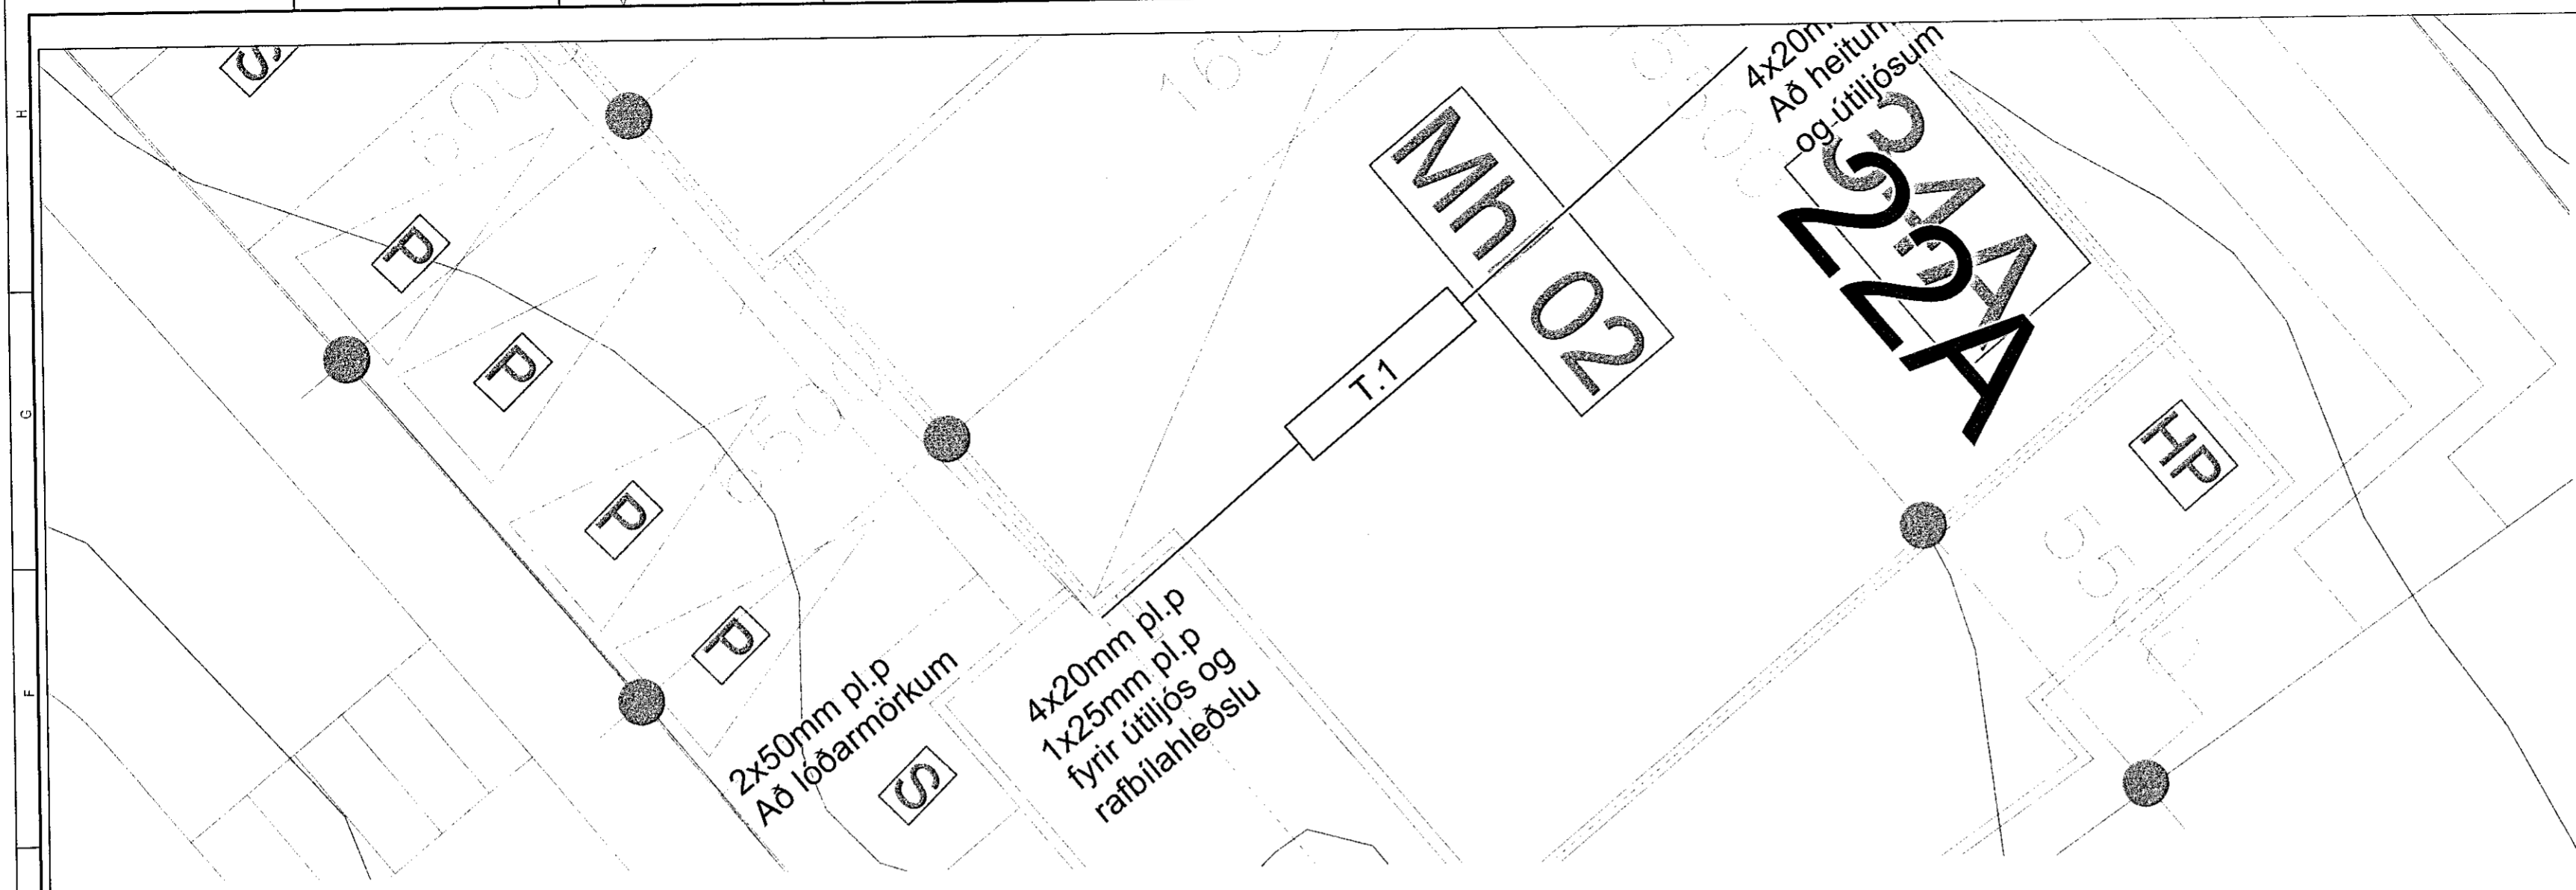 H
G
F
S
P
P
P
P
S
Mh 02
T.1
22A
HP
4x20m
Að heitum
og útiljósum
2x50mm pl.p
Að lóðarmörkum
4x20mm pl.p
1x25mm pl.p
fyrir útiljós og
rafbílahleðslu